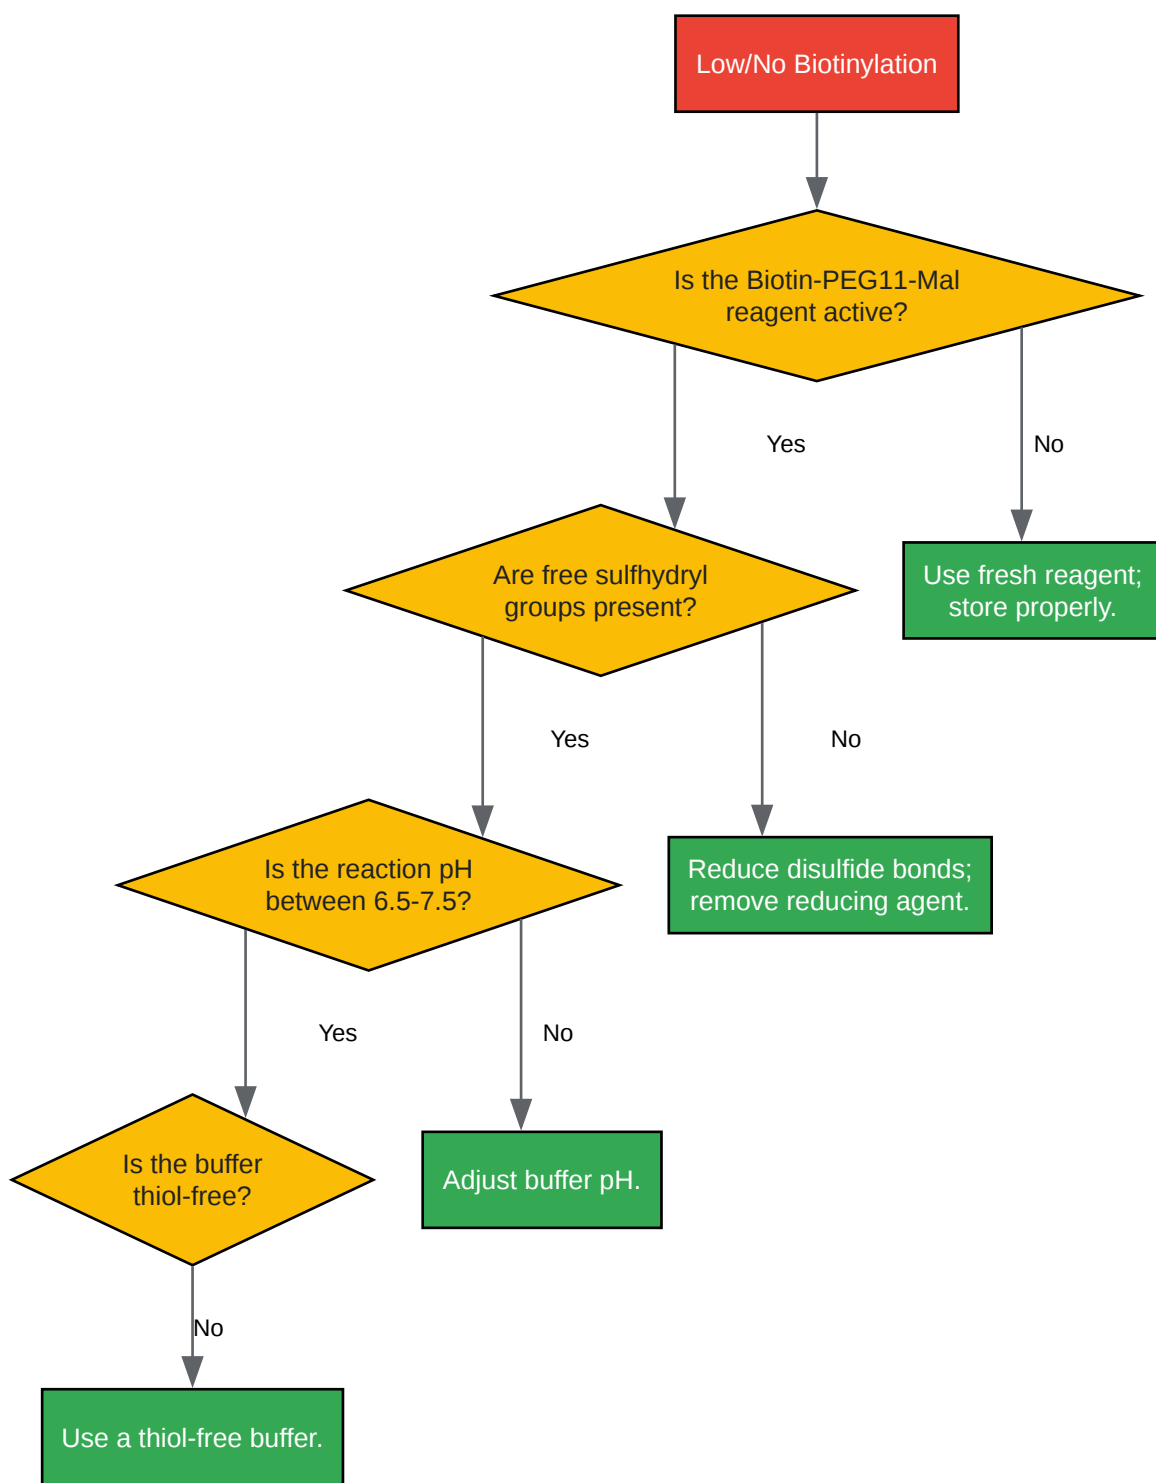 Low/No Biotinylation
Is the Biotin-PEG11-Mal
reagent active?
Yes
No
Are free sulfhydryl
groups present?
Use fresh reagent;
store properly.
Yes
No
Is the reaction pH
between 6.5-7.5?
Reduce disulfide bonds;
remove reducing agent.
Yes
No
Is the buffer
thiol-free?
Adjust buffer pH.
No
Use a thiol-free buffer.